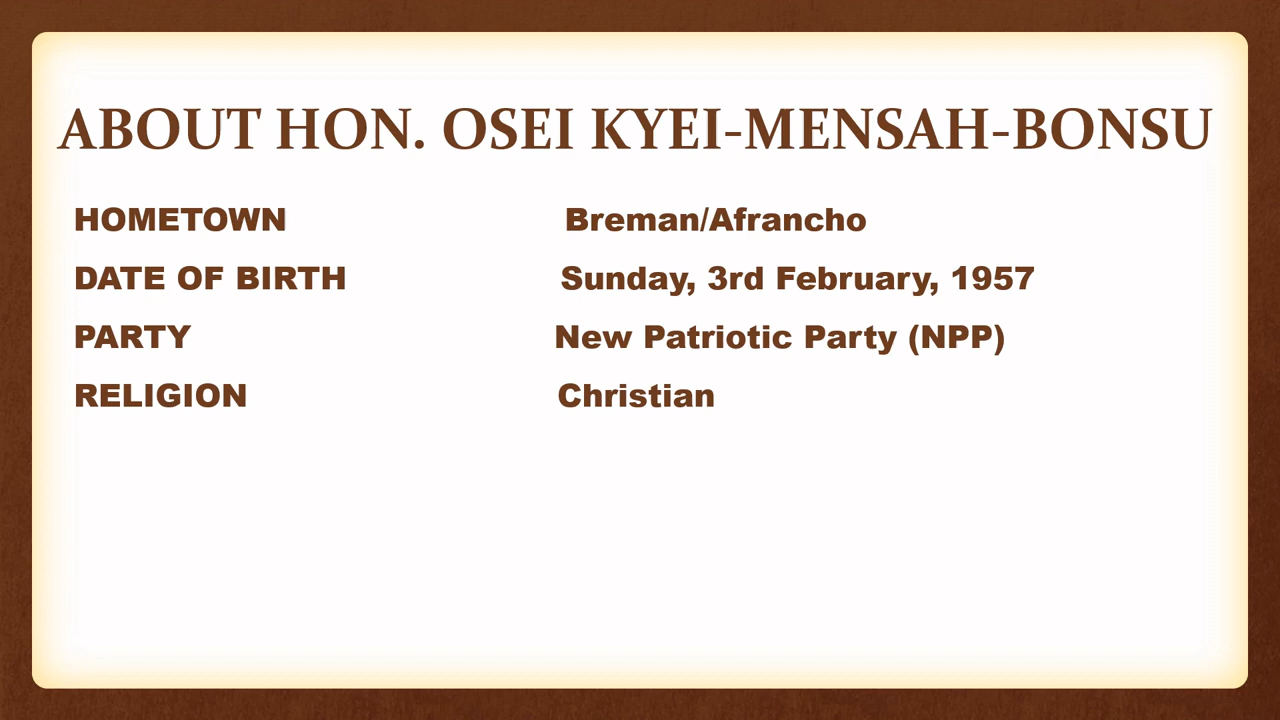 ABOUT HON. OSEI KYEI-MENSAH-BONSU
HOMETOWN Breman/Afrancho
DATE OF BIRTH Sunday, 3rd February, 1957
PARTY New Patriotic Party (NPP)
RELIGION Christian